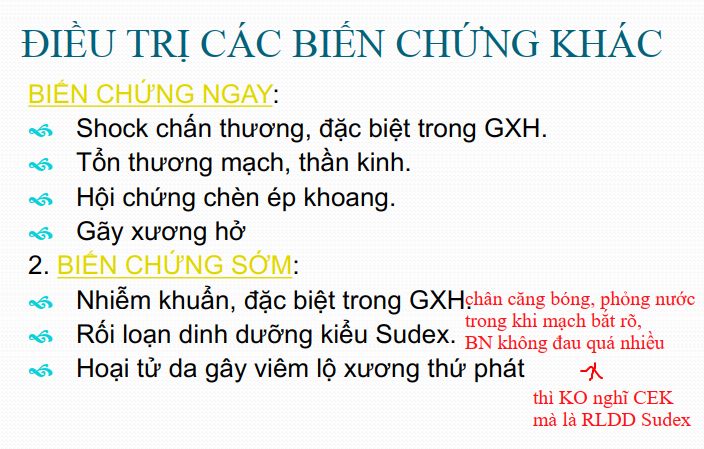 ĐIỀU TRỊ CÁC BIẾN CHỨNG KHÁC
BIẾN CHỨNG NGAY:
Shock chấn thương, đặc biệt trong GXH.
Tổn thương mạch, thần kinh.
Hội chứng chèn ép khoang.
Gãy xương hở
2. BIẾN CHỨNG SỚM:
Nhiễm khuẩn, đặc biệt trong GXH.
Rối loạn dinh dưỡng kiểu Sudex.
Hoại tử da gây viêm lộ xương thứ phát
chân căng bóng, phỏng nước
trong khi mạch bắt rõ,
BN không đau quá nhiều
thì KO nghĩ CEK
mà là RLDD Sudex